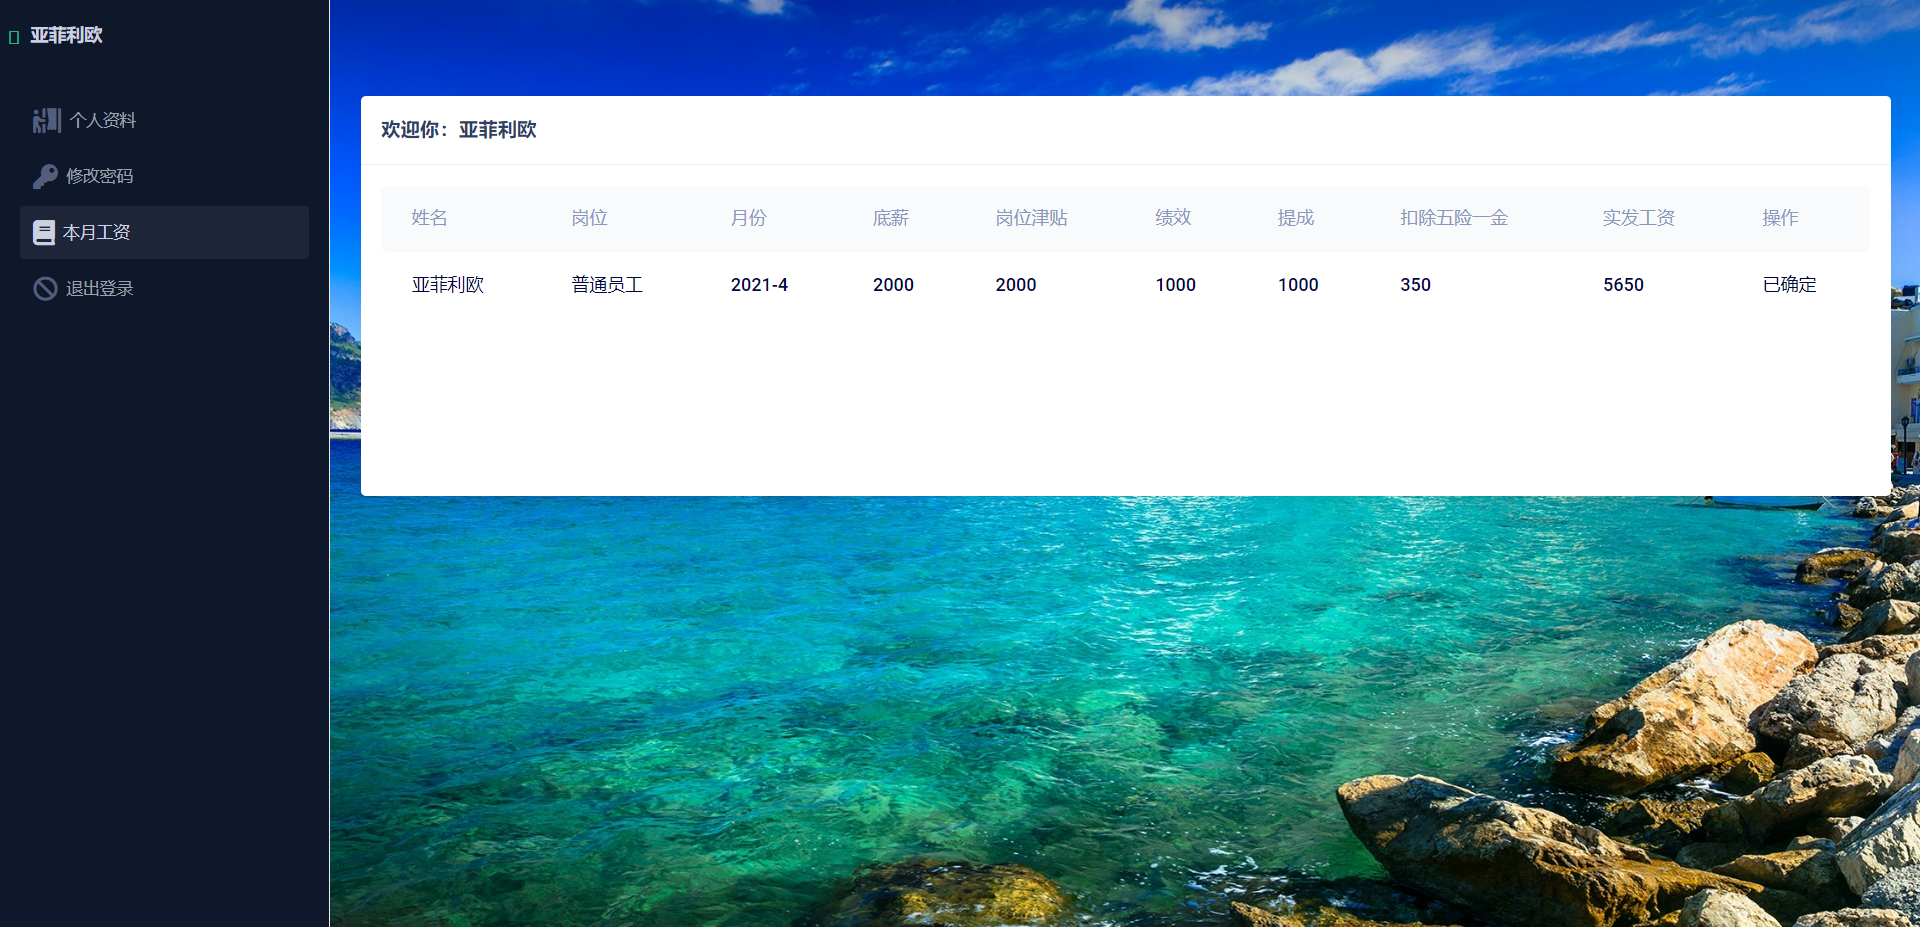 亚菲利欧
个人资料
修改密码
本月工资
退出登录
欢迎你：亚菲利欧
姓名 岗位 月份 底薪 岗位津贴 绩效 提成 扣除五险一金 实发工资 操作
亚菲利欧 普通员工 2021-4 2000 2000 1000 1000 350 5650 已确定